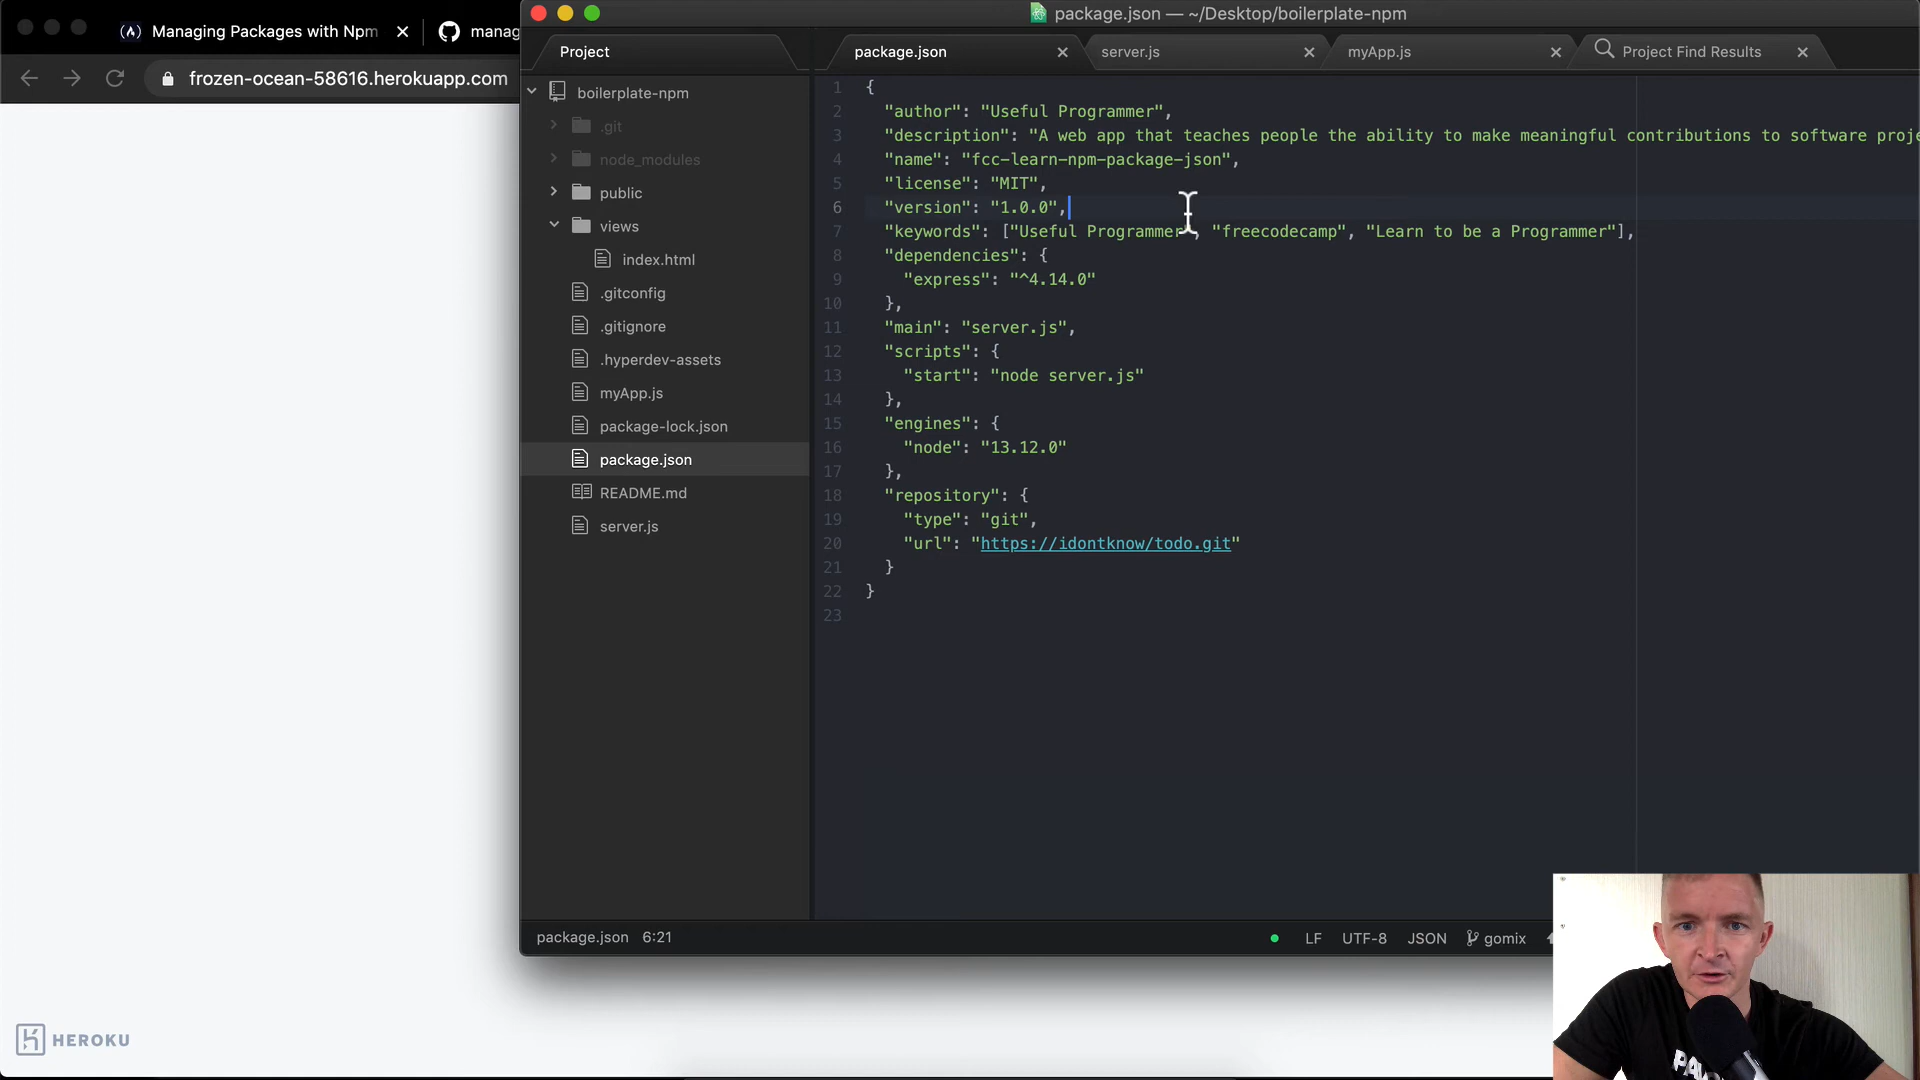 Managing Packages with Npm
manag
frozen-ocean-58616.herokuapp.com
package.json — ~/Desktop/boilerplate-npm
Project
package.json
server.js
myApp.js
Project Find Results
boilerplate-npm
.git
node_modules
public
views
index.html
.gitconfig
.gitignore
.hyperdev-assets
myApp.js
package-lock.json
package.json
README.md
server.js
1 {
2 "author": "Useful Programmer",
3 "description": "A web app that teaches people the ability to make meaningful contributions to software proje
4 "name": "fcc-learn-npm-package-json",
5 "license": "MIT",
6 "version": "1.0.0",
7 "keywords": ["Useful Programmer", "freecodecamp", "Learn to be a Programmer"],
8 "dependencies": {
9 "express": "^4.14.0"
10 },
11 "main": "server.js",
12 "scripts": {
13 "start": "node server.js"
14 },
15 "engines": {
16 "node": "13.12.0"
17 },
18 "repository": {
19 "type": "git",
20 "url": "https://idontknow/todo.git"
21 }
22 }
23
package.json 6:21
LF UTF-8 JSON gomix
HEROKU